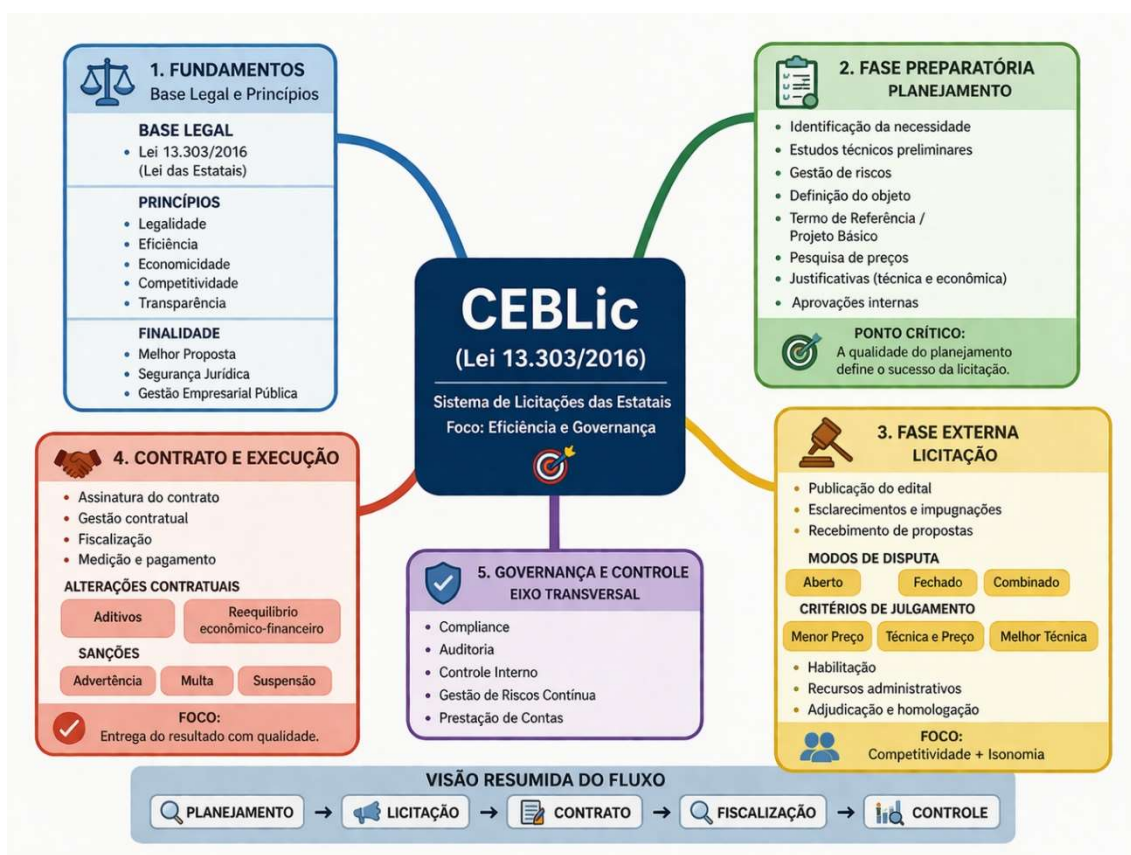 1. FUNDAMENTOS
Base Legal e Princípios
BASE LEGAL
• Lei 13.303/2016
(Lei das Estatais)
PRINCÍPIOS
• Legalidade
• Eficiência
• Economicidade
• Competitividade
• Transparência
FINALIDADE
• Melhor Proposta
• Segurança Jurídica
• Gestão Empresarial Pública
2. FASE PREPARATÓRIA
PLANEJAMENTO
• Identificação da necessidade
• Estudos técnicos preliminares
• Gestão de riscos
• Definição do objeto
• Termo de Referência /
Projeto Básico
• Pesquisa de preços
• Justificativas (técnica e econômica)
• Aprovações internas
PONTO CRÍTICO:
A qualidade do planejamento
define o sucesso da licitação.
CEBLic
(Lei 13.303/2016)
Sistema de Licitações das Estatais
Foco: Eficiência e Governança
3. FASE EXTERNA
LICITAÇÃO
• Publicação do edital
• Esclarecimentos e impugnações
• Recebimento de propostas
MODOS DE DISPUTA
Aberto Fechado Combinado
CRITÉRIOS DE JULGAMENTO
Menor Preço Técnica e Preço Melhor Técnica
• Habilitação
• Recursos administrativos
• Adjudicação e homologação
FOCO:
Competitividade + Isonomia
4. CONTRATO E EXECUÇÃO
• Assinatura do contrato
• Gestão contratual
• Fiscalização
• Medição e pagamento
ALTERAÇÕES CONTRATUAIS
Aditivos
Reequilíbrio
econômico-financeiro
SANÇÕES
Advertência Multa Suspensão
FOCO:
Entrega do resultado com qualidade.
5. GOVERNANÇA E CONTROLE
EIXO TRANSVERSAL
• Compliance
• Auditoria
• Controle Interno
• Gestão de Riscos Contínua
• Prestação de Contas
VISÃO RESUMIDA DO FLUXO
PLANEJAMENTO → LICITAÇÃO → CONTRATO → FISCALIZAÇÃO → CONTROLE